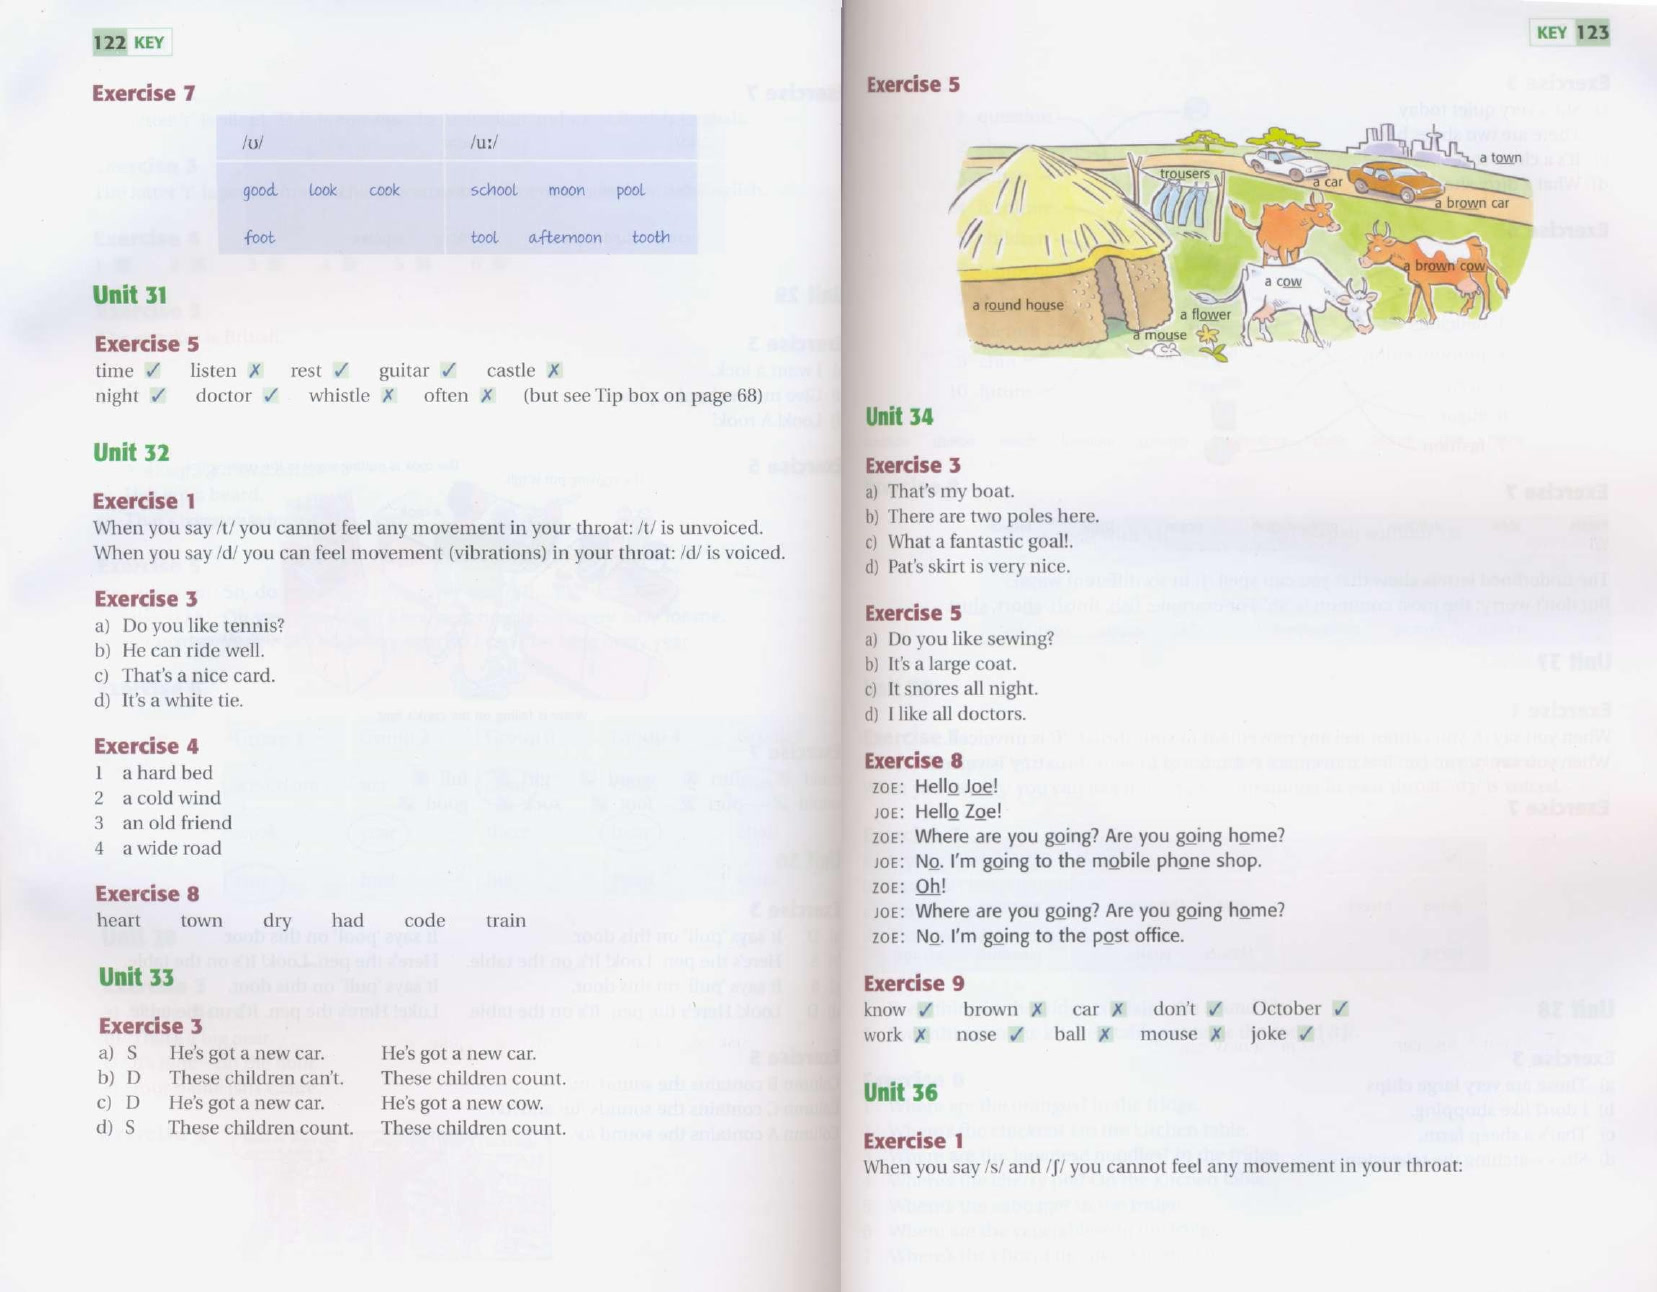 122 KEY
Exercise 7
/ʊ/ /uː/
good look cook school moon pool
foot tool afternoon tooth
Unit 31
Exercise 5
time ✓ listen ✗ rest ✓ guitar ✓ castle ✗
night ✓ doctor ✓ whistle ✗ often ✗ (but see Tip box on page 68)
Unit 32
Exercise 1
When you say /t/ you cannot feel any movement in your throat: /t/ is unvoiced.
When you say /d/ you can feel movement (vibrations) in your throat: /d/ is voiced.
Exercise 3
a) Do you like tennis?
b) He can ride well.
c) That's a nice card.
d) It's a white tie.
Exercise 4
1 a hard bed
2 a cold wind
3 an old friend
4 a wide road
Exercise 8
heart town dry had code train
Unit 33
Exercise 3
a) S He's got a new car. He's got a new car.
b) D These children can't. These children count.
c) D He's got a new car. He's got a new cow.
d) S These children count. These children count.
KEY 123
Exercise 5
a town
trousers
a car
a brown car
a brown cow
a cow
a round house
a flower
a mouse
Unit 34
Exercise 3
a) That's my boat.
b) There are two poles here.
c) What a fantastic goal!.
d) Pat's skirt is very nice.
Exercise 5
a) Do you like sewing?
b) It's a large coat.
c) It snores all night.
d) I like all doctors.
Exercise 8
ZOE: Hello Joe!
JOE: Hello Zoe!
ZOE: Where are you going? Are you going home?
JOE: No. I'm going to the mobile phone shop.
ZOE: Oh!
JOE: Where are you going? Are you going home?
ZOE: No. I'm going to the post office.
Exercise 9
know ✓ brown ✗ car ✗ don't ✓ October ✓
work ✗ nose ✓ ball ✗ mouse ✗ joke ✓
Unit 36
Exercise 1
When you say /s/ and /ʃ/ you cannot feel any movement in your throat: